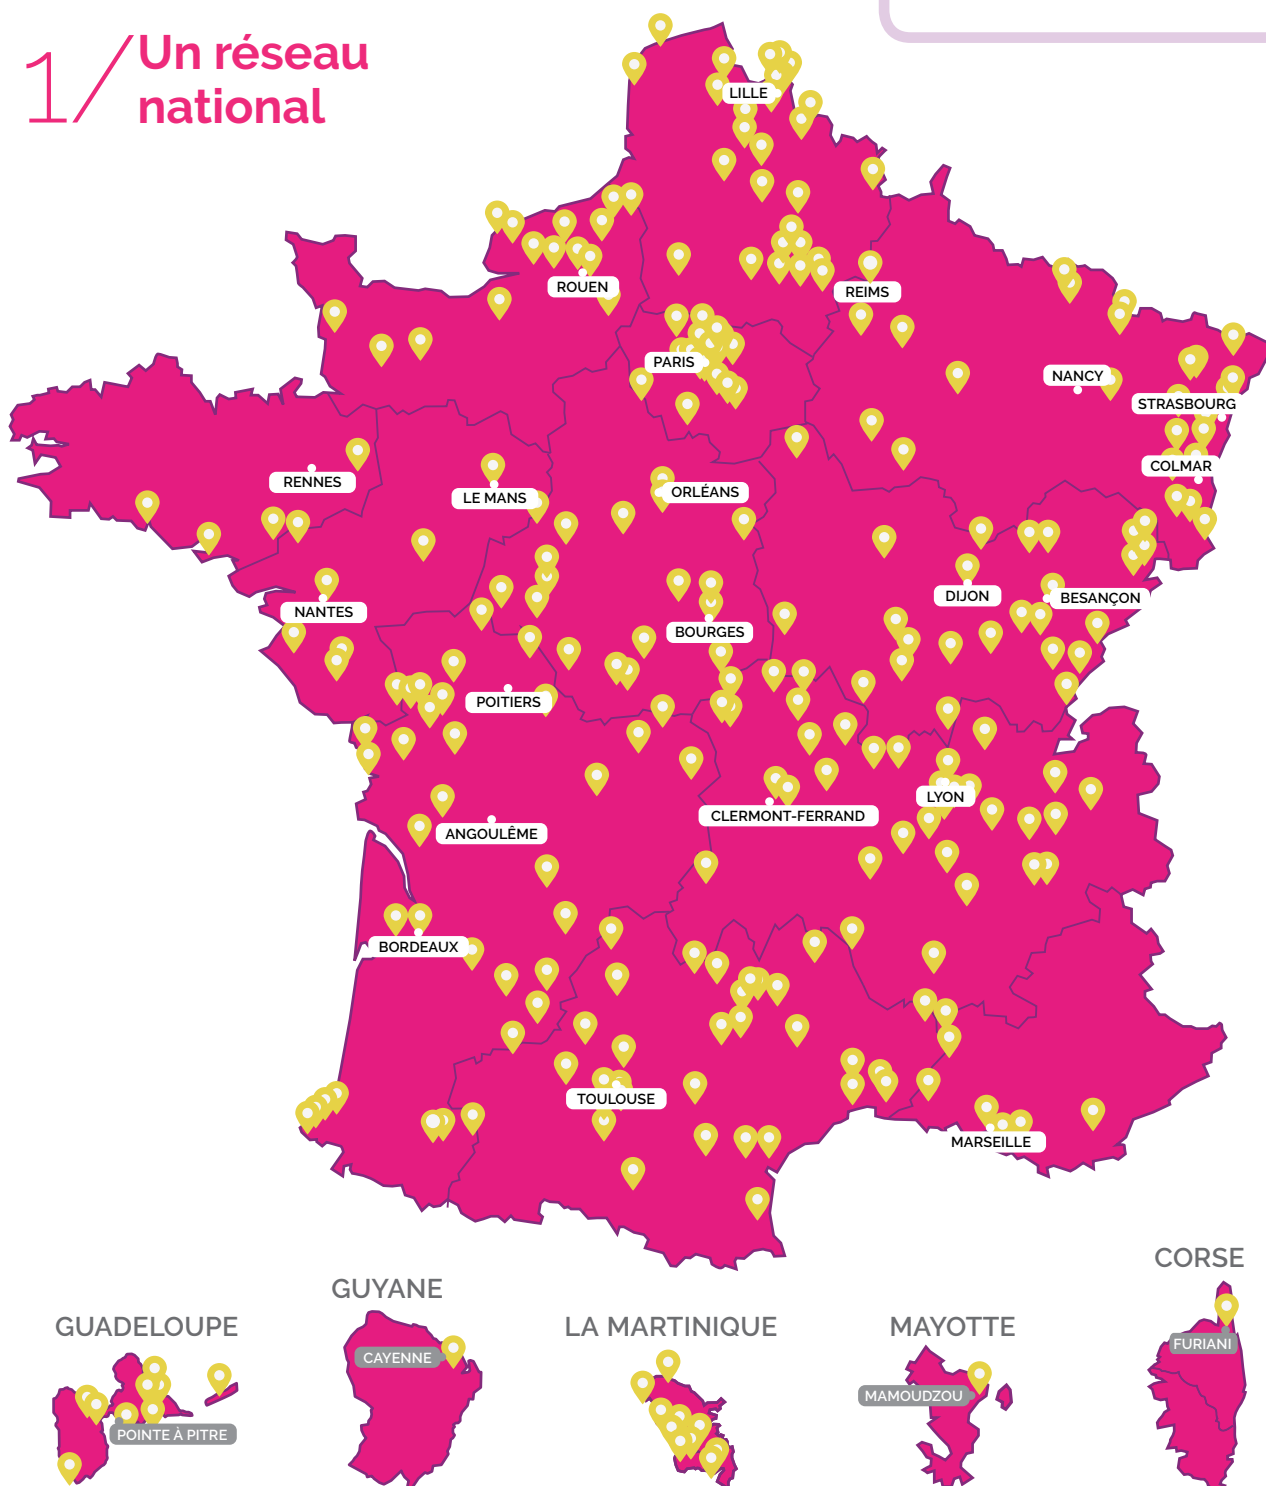 1/ Un réseau
national
LILLE
ROUEN
REIMS
PARIS
NANCY
STRASBOURG
COLMAR
RENNES
LE MANS
ORLÉANS
DIJON
BESANÇON
NANTES
BOURGES
POITIERS
LYON
CLERMONT-FERRAND
ANGOULÊME
BORDEAUX
TOULOUSE
MARSEILLE
CORSE
GUYANE
GUADELOUPE
LA MARTINIQUE
MAYOTTE
FURIANI
CAYENNE
MAMOUDZOU
POINTE À PITRE